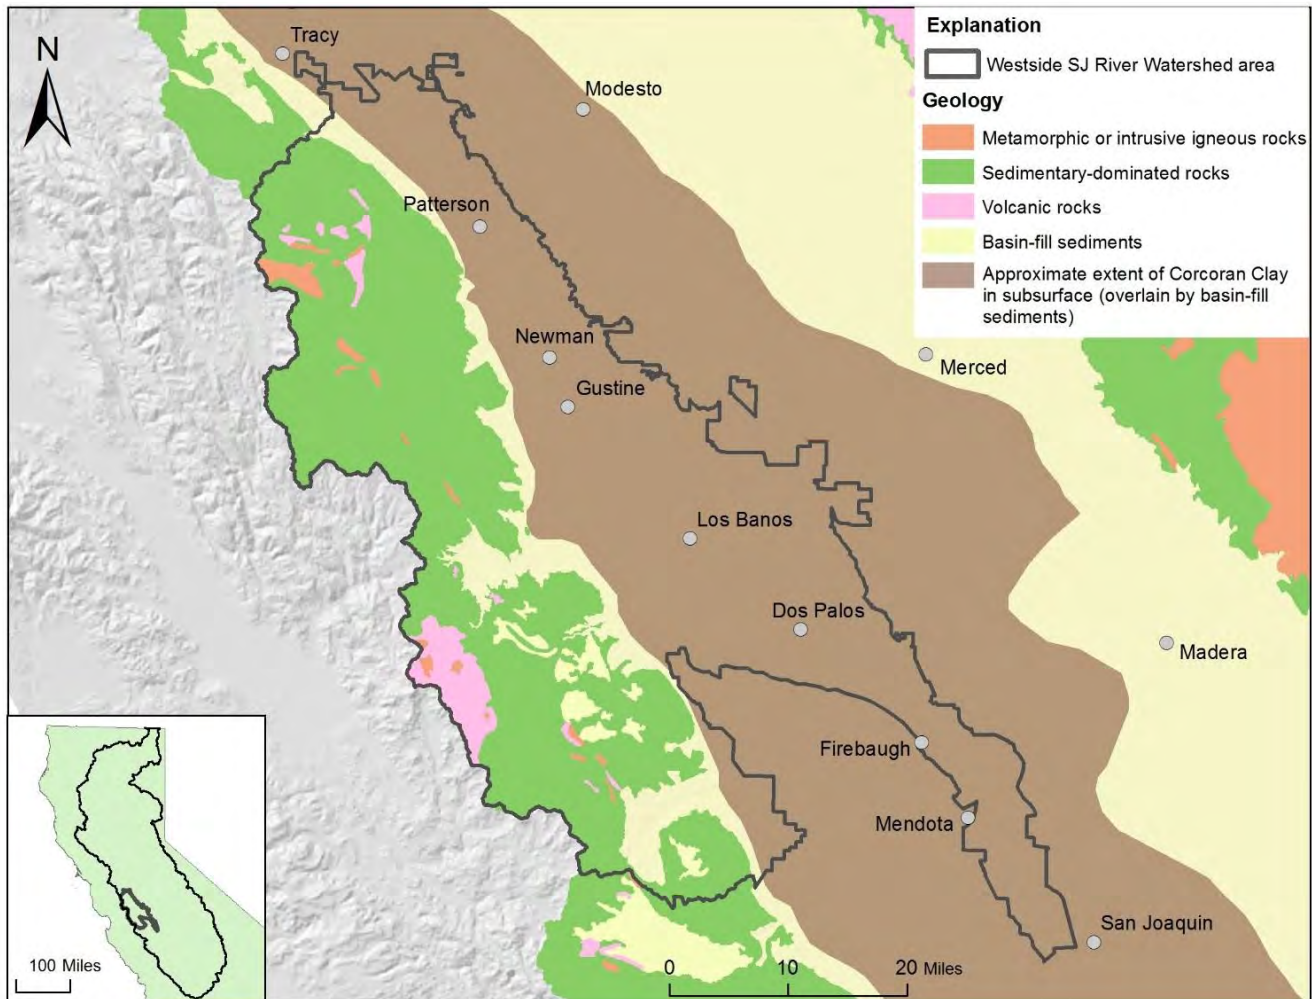 N
Tracy
Modesto
Patterson
Newman
Gustine
Merced
Los Banos
Dos Palos
Madera
Firebaugh
Mendota
San Joaquin
Explanation
Westside SJ River Watershed area
Geology
Metamorphic or intrusive igneous rocks
Sedimentary-dominated rocks
Volcanic rocks
Basin-fill sediments
Approximate extent of Corcoran Clay
in subsurface (overlain by basin-fill
sediments)
100 Miles
0 10 20 Miles